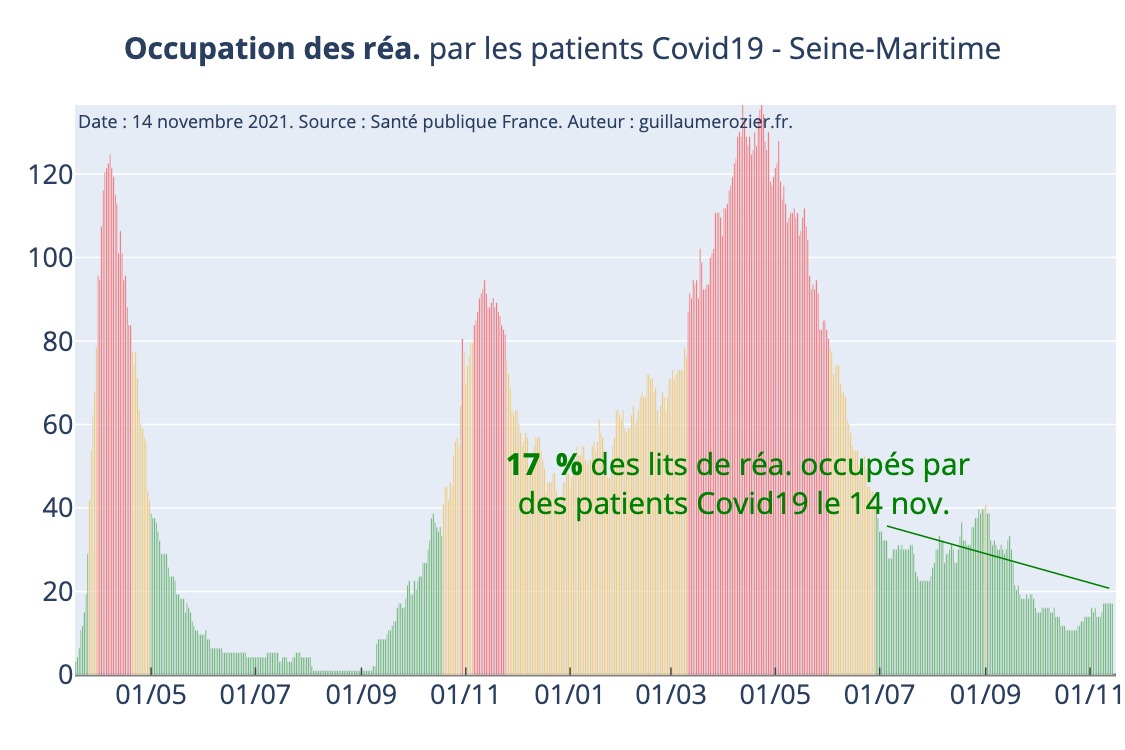 Occupation des réa. par les patients Covid19 - Seine-Maritime
Date : 14 novembre 2021. Source : Santé publique France. Auteur : guillaumerozier.fr.
120
100
80
60
40
20
0
17 % des lits de réa. occupés par
des patients Covid19 le 14 nov.
01/05 01/07 01/09 01/11 01/01 01/03 01/05 01/07 01/09 01/11